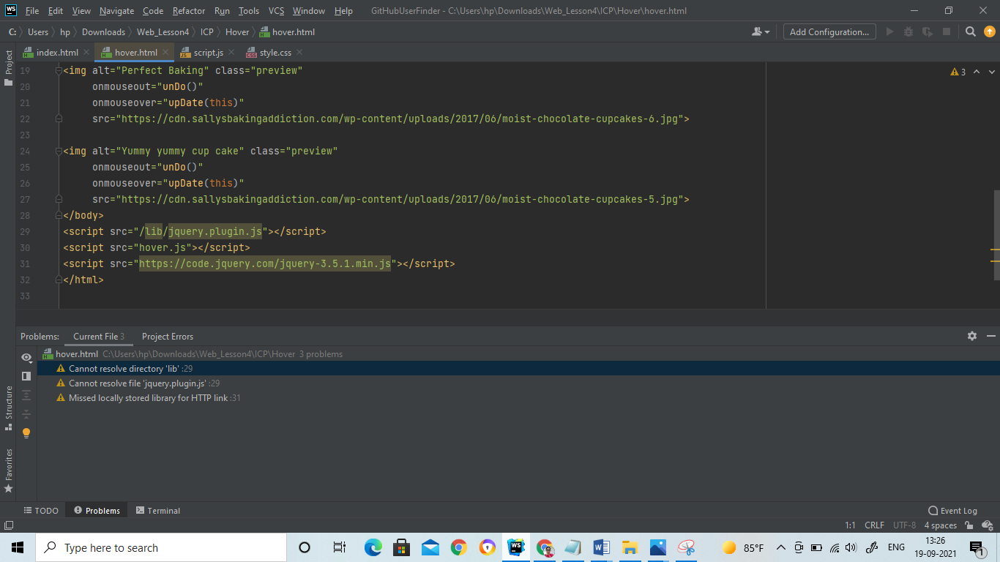 WS File Edit View Navigate Code Refactor Run Tools VCS Window Help GitHubUserFinder - C:\Users\hp\Downloads\Web_Lesson4\ICP\Hover\hover.html
C: Users hp Downloads Web_Lesson4 ICP Hover hover.html Add Configuration...
index.html hover.html script.js style.css
Project
19 <img alt="Perfect Baking" class="preview" 3
20 onmouseout="unDo()"
21 onmouseover="upDate(this)"
22 src="https://cdn.sallysbakingaddiction.com/wp-content/uploads/2017/06/moist-chocolate-cupcakes-6.jpg">
23
24 <img alt="Yummy yummy cup cake" class="preview"
25 onmouseout="unDo()"
26 onmouseover="upDate(this)"
27 src="https://cdn.sallysbakingaddiction.com/wp-content/uploads/2017/06/moist-chocolate-cupcakes-5.jpg">
28 </body>
29 <script src="/lib/jquery.plugin.js"></script>
30 <script src="hover.js"></script>
31 <script src="https://code.jquery.com/jquery-3.5.1.min.js"></script>
32 </html>
33
Problems: Current File 3 Project Errors
hover.html C:\Users\hp\Downloads\Web_Lesson4\ICP\Hover 3 problems
Cannot resolve directory 'lib' :29
Cannot resolve file 'jquery.plugin.js' :29
Missed locally stored library for HTTP link :31
Structure
Favorites
TODO Problems Terminal Event Log
1:1 CRLF UTF-8 4 spaces
Type here to search WS 85°F ENG 13:26
19-09-2021 1